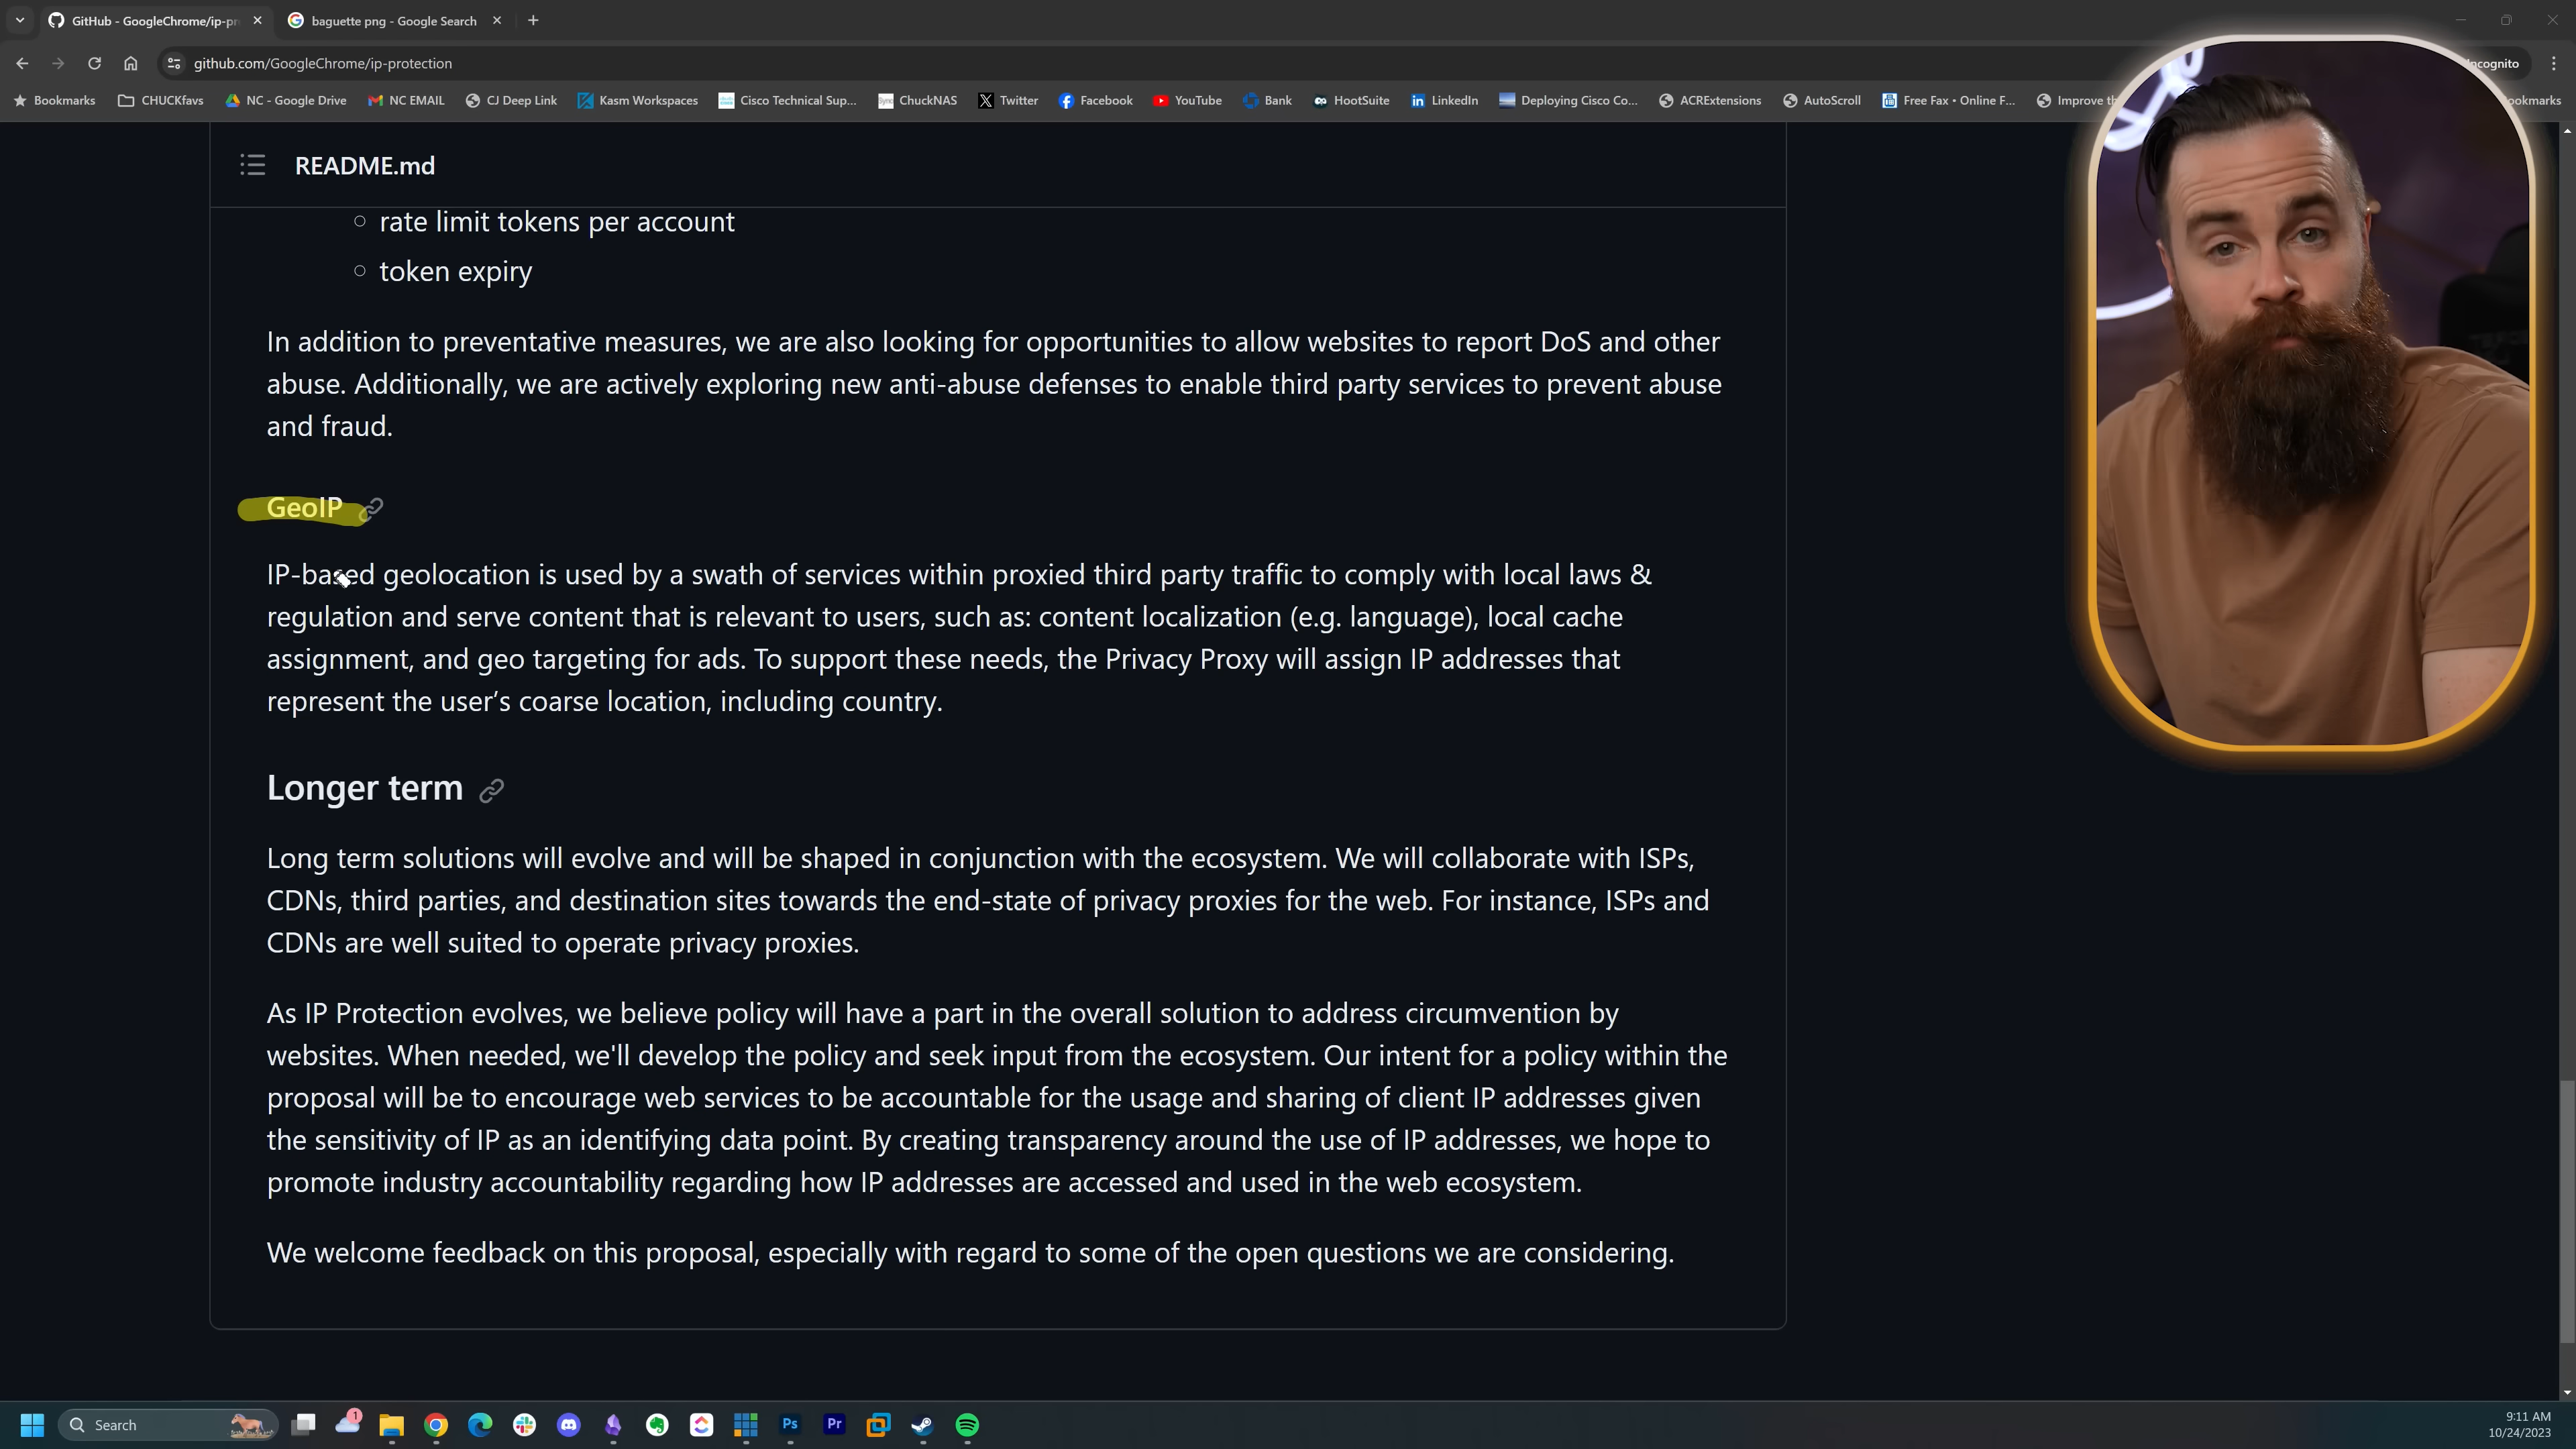 GitHub - GoogleChrome/ip-pr
baguette png - Google Search
github.com/GoogleChrome/ip-protection
Incognito
Bookmarks
CHUCKfavs
NC - Google Drive
NC EMAIL
CJ Deep Link
Kasm Workspaces
Cisco Technical Sup...
ChuckNAS
Twitter
Facebook
YouTube
Bank
HootSuite
LinkedIn
Deploying Cisco Co...
ACRExtensions
AutoScroll
Free Fax • Online F...
Improve th
ookmarks
README.md
rate limit tokens per account
token expiry
In addition to preventative measures, we are also looking for opportunities to allow websites to report DoS and other
abuse. Additionally, we are actively exploring new anti-abuse defenses to enable third party services to prevent abuse
and fraud.
GeoIP
IP-based geolocation is used by a swath of services within proxied third party traffic to comply with local laws &
regulation and serve content that is relevant to users, such as: content localization (e.g. language), local cache
assignment, and geo targeting for ads. To support these needs, the Privacy Proxy will assign IP addresses that
represent the user’s coarse location, including country.
Longer term
Long term solutions will evolve and will be shaped in conjunction with the ecosystem. We will collaborate with ISPs,
CDNs, third parties, and destination sites towards the end-state of privacy proxies for the web. For instance, ISPs and
CDNs are well suited to operate privacy proxies.
As IP Protection evolves, we believe policy will have a part in the overall solution to address circumvention by
websites. When needed, we'll develop the policy and seek input from the ecosystem. Our intent for a policy within the
proposal will be to encourage web services to be accountable for the usage and sharing of client IP addresses given
the sensitivity of IP as an identifying data point. By creating transparency around the use of IP addresses, we hope to
promote industry accountability regarding how IP addresses are accessed and used in the web ecosystem.
We welcome feedback on this proposal, especially with regard to some of the open questions we are considering.
Search
1
Ps
Pr
9:11 AM
10/24/2023